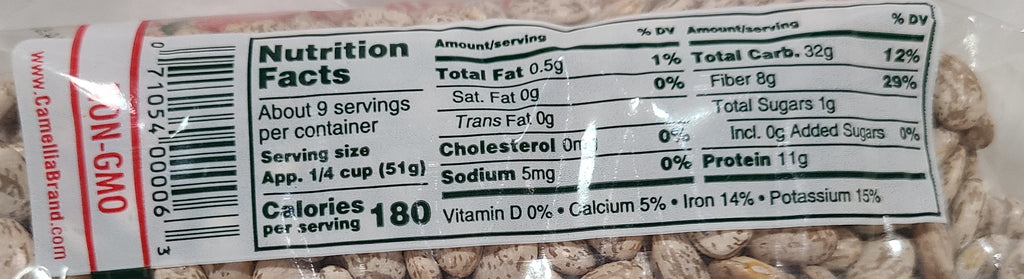 www.CamelliaBrand.com
ON-GMO
0 71054 00006 3
Nutrition
Facts
About 9 servings
per container
Serving size
App. 1/4 cup (51g)
Calories 180
per serving
Amount/serving % DV
Total Fat 0.5g 1%
Sat. Fat 0g 0%
Trans Fat 0g
Cholesterol 0m 0%
Sodium 5mg 0%
Amount/serving % DV
Total Carb. 32g 12%
Fiber 8g 29%
Total Sugars 1g
Incl. 0g Added Sugars 0%
Protein 11g
Vitamin D 0% • Calcium 5% • Iron 14% • Potassium 15%